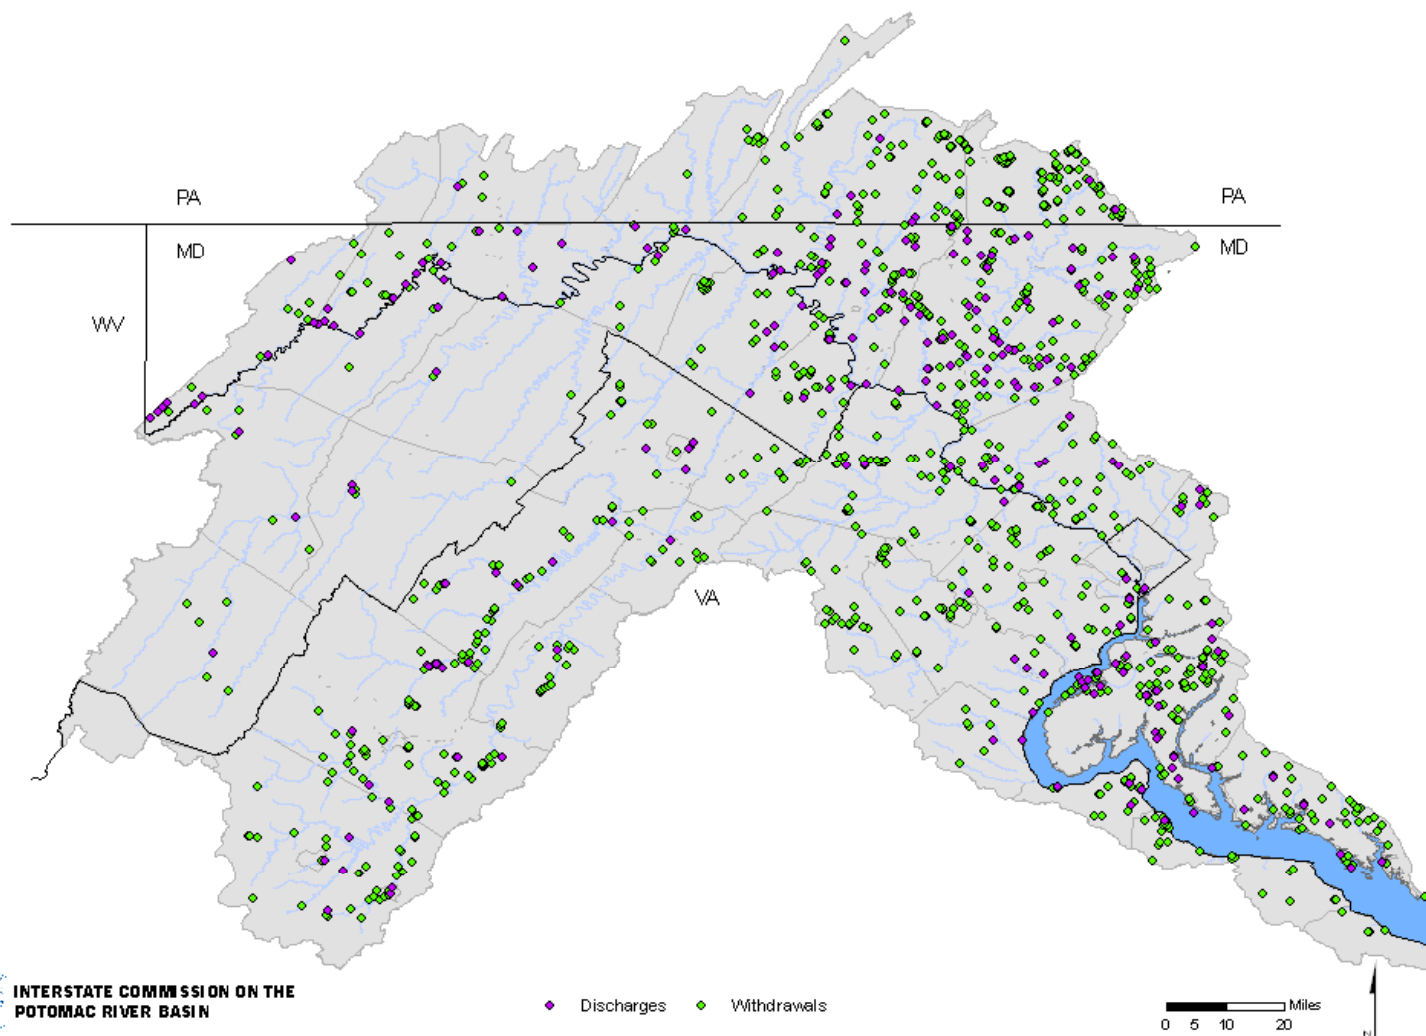 PA
PA
MD
MD
WV
VA
INTERSTATE COMMISSION ON THE
POTOMAC RIVER BASIN
Discharges
Withdrawals
Miles
0 5 10 20